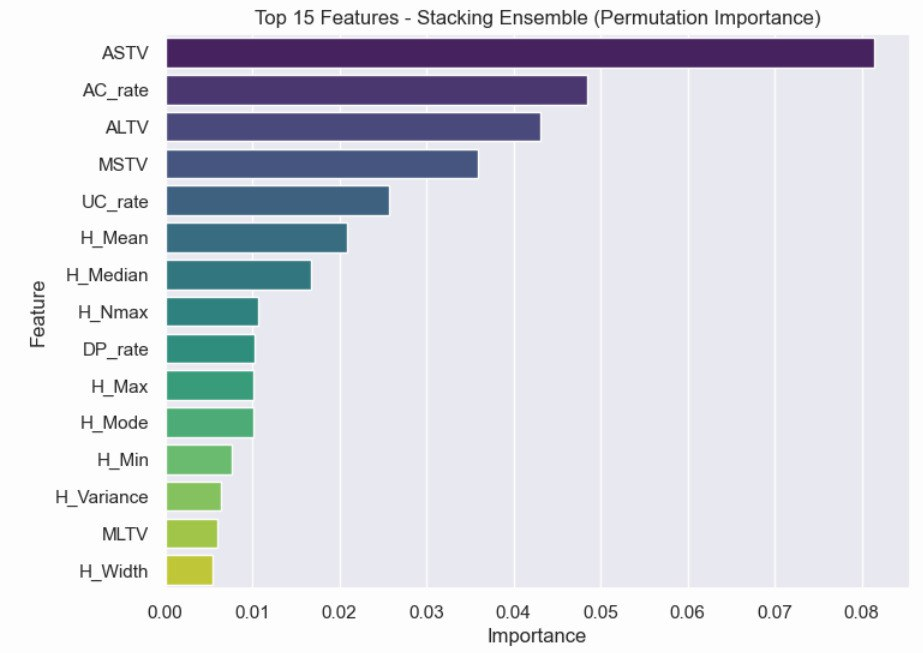 Top 15 Features - Stacking Ensemble (Permutation Importance)
Feature
ASTV
AC_rate
ALTV
MSTV
UC_rate
H_Mean
H_Median
H_Nmax
DP_rate
H_Max
H_Mode
H_Min
H_Variance
MLTV
H_Width
0.00 0.01 0.02 0.03 0.04 0.05 0.06 0.07 0.08
Importance